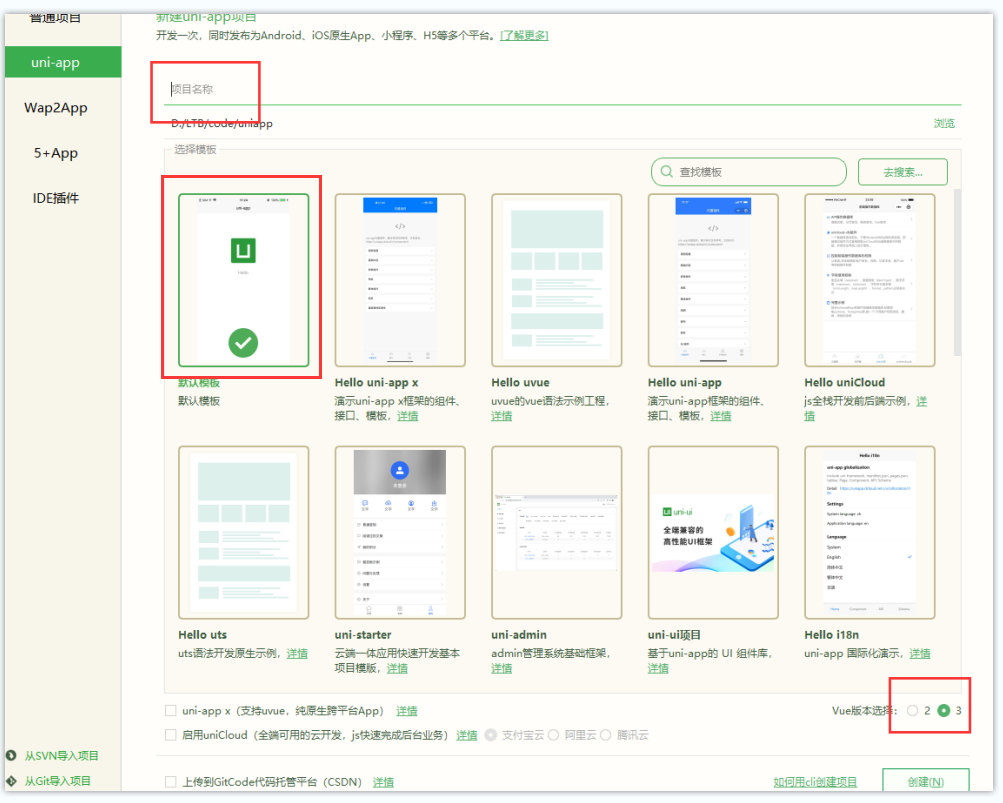 普通项目
uni-app
Wap2App
5+App
IDE插件
从SVN导入项目
从Git导入项目
新建uni-app项目
开发一次，同时发布为Android、iOS原生App、小程序、H5等多个平台。[了解更多]
项目名称
D:/LTB/code/uniapp
浏览
选择模板
查找模板
去搜索...
默认模板
默认模板
Hello uni-app x
演示uni-app x框架的组件、
接口、模板，详情
Hello uvue
uvue的vue语法示例工程，
详情
Hello uni-app
演示uni-app框架的组件、
接口、模板，详情
Hello uniCloud
js全栈开发前后端示例，详
情
uni-ui
全端兼容的
高性能UI框架
Hello i18n
uni-app globalization
Settings
Language
System
English
Hello uts
uts语法开发原生示例，详情
uni-starter
云端一体应用快速开发基本
项目模版，详情
uni-admin
admin管理系统基础框架，
详情
uni-ui项目
基于uni-app的 UI 组件库，
详情
Hello i18n
uni-app 国际化演示，详情
uni-app x（支持uvue，纯原生跨平台App） 详情
Vue版本选择： 2 3
启用uniCloud（全端可用的云开发，js快速完成后台业务） 详情 支付宝云 阿里云 腾讯云
上传到GitCode代码托管平台（CSDN） 详情
如何用cli创建项目
创建(N)